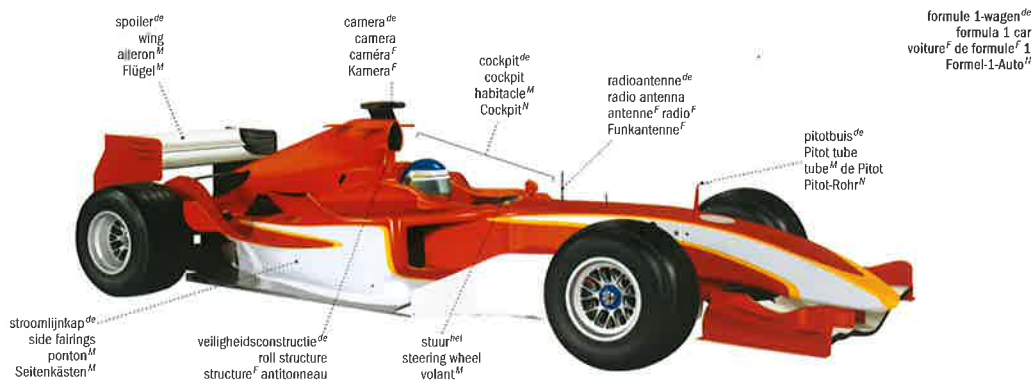 spoiler de
wing
aileron M
Flügel M
camera de
camera
caméra F
Kamera F
cockpit de
cockpit
habitacle M
Cockpit N
radioantenne de
radio antenna
antenne F radio F
Funkantenne F
formule 1-wagen de
formula 1 car
voiture F de formule F 1
Formel-1-Auto N
pitotbuis de
Pitot tube
tube M de Pitot
Pitot-Rohr N
stroomlijnkap de
side fairings
ponton M
Seitenkästen M
veiligheidsconstructie de
roll structure
structure F antitonneau
stuur het
steering wheel
volant M